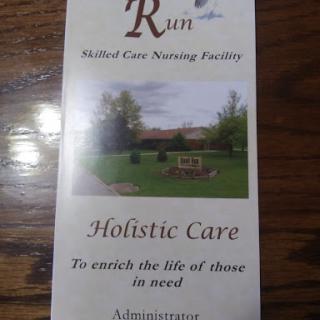 Run
Skilled Care Nursing Facility
Holistic Care
To enrich the life of those
in need
Administrator